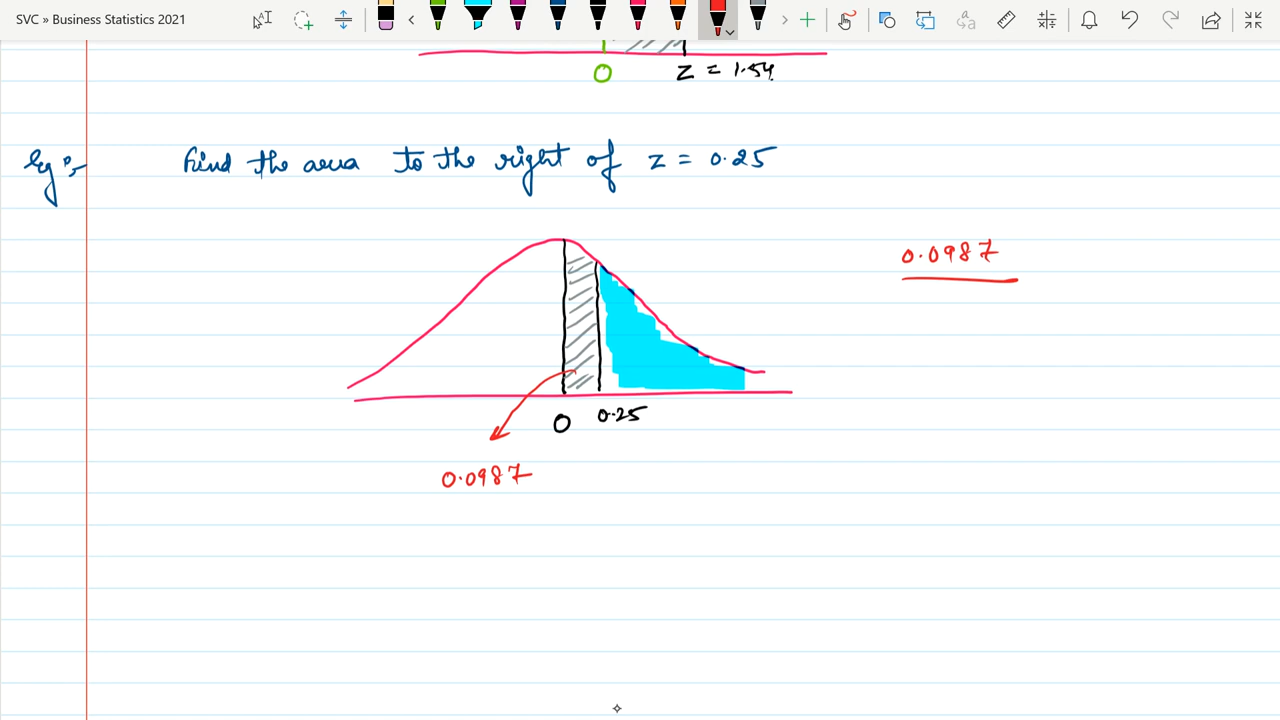 SVC » Business Statistics 2021
0 z = 1.54
Eg:- Find the area to the right of z = 0.25
0.0987
0 0.25
0.0987